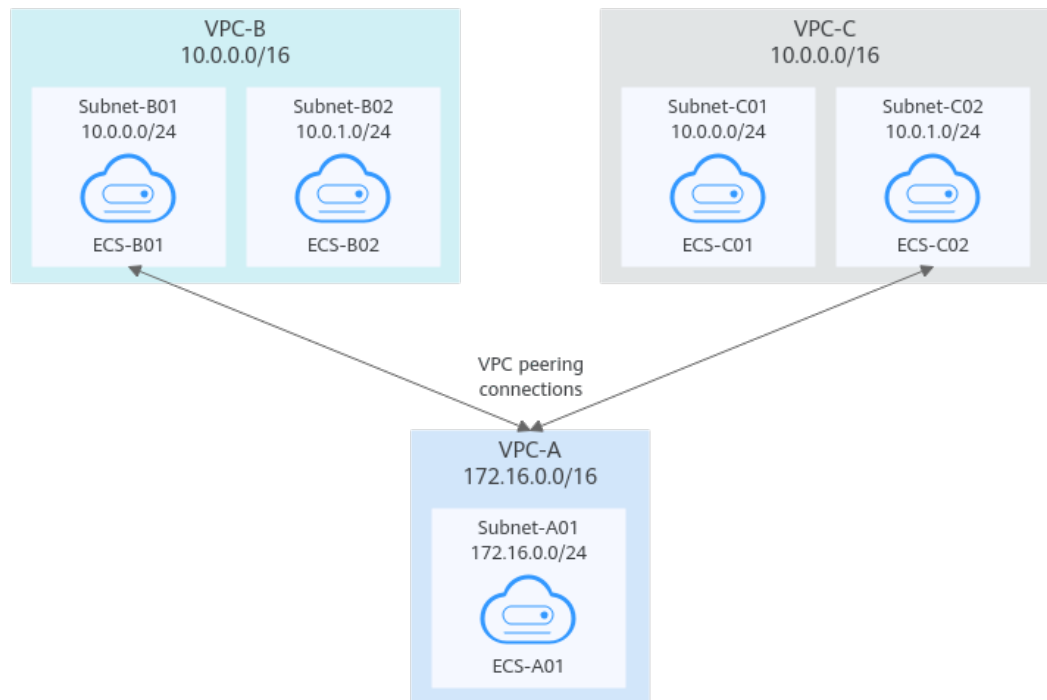 VPC-B
10.0.0.0/16
Subnet-B01
10.0.0.0/24
ECS-B01
Subnet-B02
10.0.1.0/24
ECS-B02
VPC-C
10.0.0.0/16
Subnet-C01
10.0.0.0/24
ECS-C01
Subnet-C02
10.0.1.0/24
ECS-C02
VPC peering
connections
VPC-A
172.16.0.0/16
Subnet-A01
172.16.0.0/24
ECS-A01